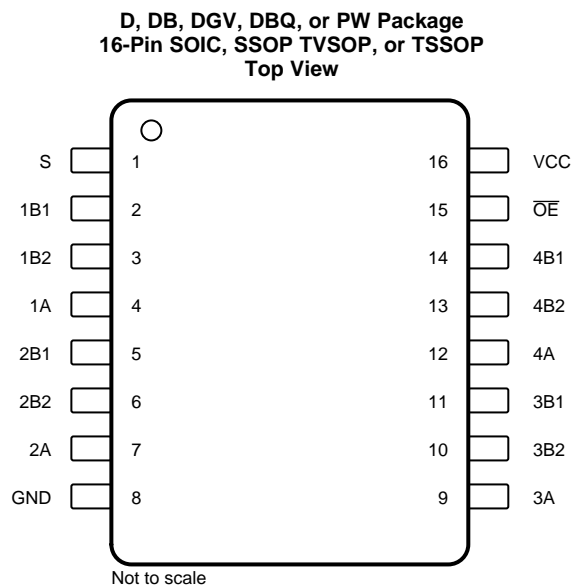 D, DB, DGV, DBQ, or PW Package
16-Pin SOIC, SSOP TVSOP, or TSSOP
Top View
S 1 16 VCC
1B1 2 15 O̅E̅
1B2 3 14 4B1
1A 4 13 4B2
2B1 5 12 4A
2B2 6 11 3B1
2A 7 10 3B2
GND 8 9 3A
Not to scale